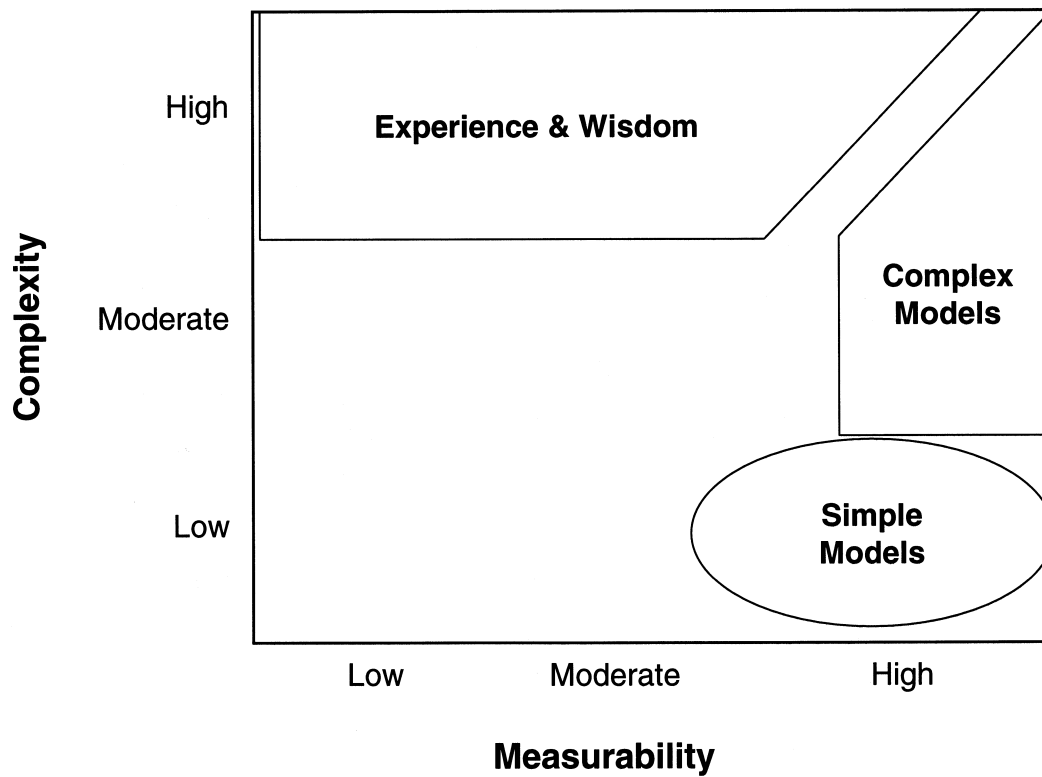 High
Experience & Wisdom
Complexity
Complex
Models
Moderate
Simple
Models
Low
Low
Moderate
High
Measurability